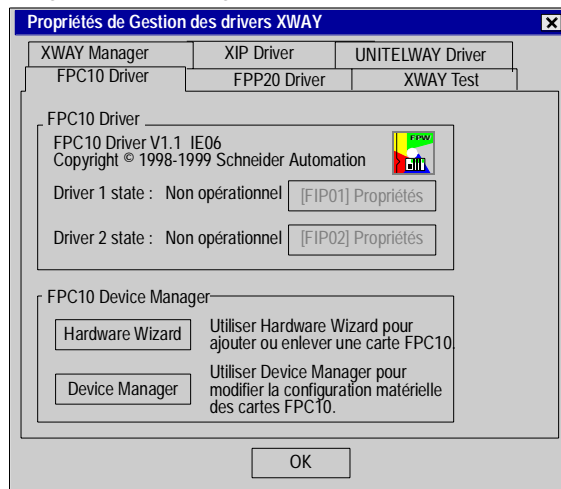 Propriétés de Gestion des drivers XWAY
XWAY Manager
XIP Driver
UNITELWAY Driver
FPC10 Driver
FPP20 Driver
XWAY Test
FPC10 Driver
FPC10 Driver V1.1 IE06
Copyright © 1998-1999 Schneider Automation
FPW
Driver 1 state : Non opérationnel
[FIP01] Propriétés
Driver 2 state : Non opérationnel
[FIP02] Propriétés
FPC10 Device Manager
Hardware Wizard
Utiliser Hardware Wizard pour
ajouter ou enlever une carte FPC10.
Device Manager
Utiliser Device Manager pour
modifier la configuration matérielle
des cartes FPC10.
OK